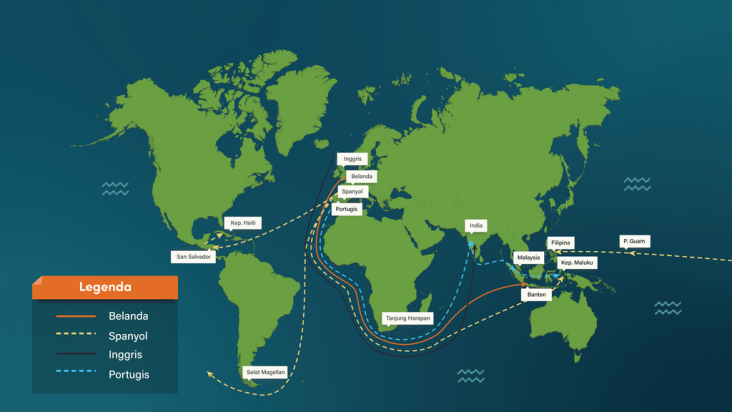 Inggris
Belanda
Spanyol
Portugis
Kep. Haiti
San Salvador
India
Filipina
P. Guam
Malaysia
Kep. Maluku
Banten
Tanjung Harapan
Selat Magellan
Legenda
Belanda
Spanyol
Inggris
Portugis